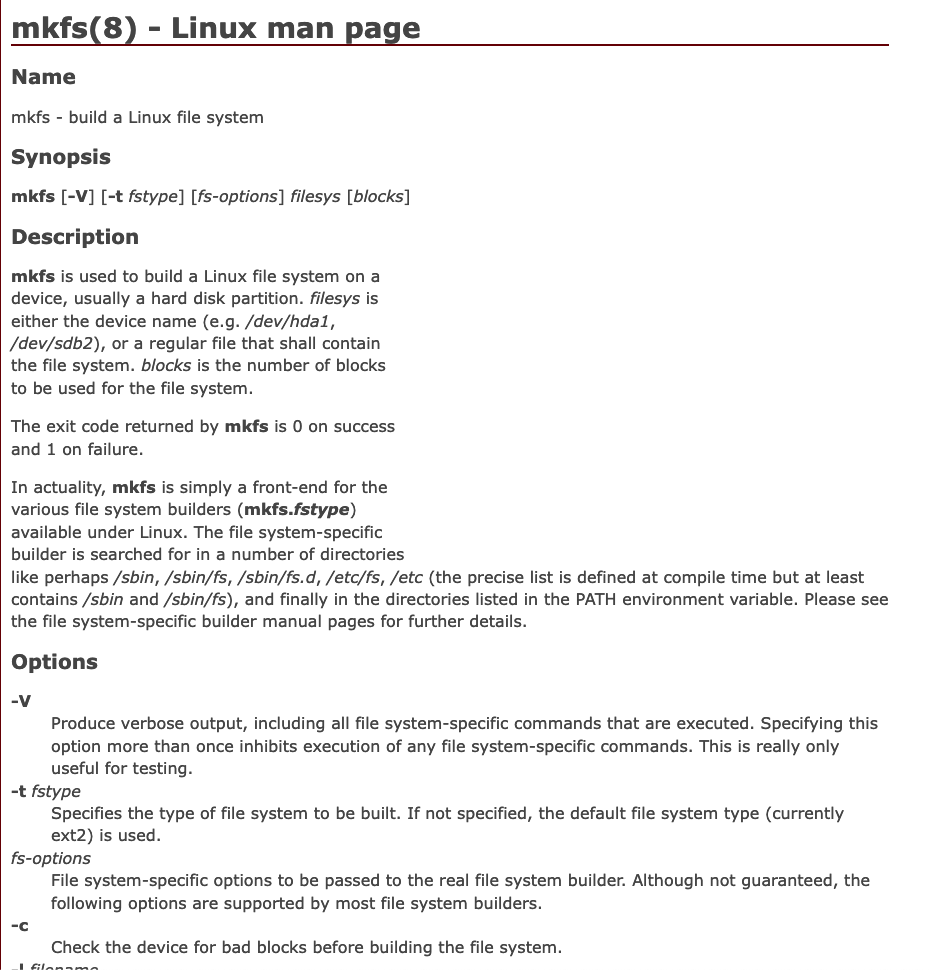 mkfs(8) - Linux man page
Name
mkfs - build a Linux file system
Synopsis
mkfs [-V] [-t fstype] [fs-options] filesys [blocks]
Description
mkfs is used to build a Linux file system on a
device, usually a hard disk partition. filesys is
either the device name (e.g. /dev/hda1,
/dev/sdb2), or a regular file that shall contain
the file system. blocks is the number of blocks
to be used for the file system.
The exit code returned by mkfs is 0 on success
and 1 on failure.
In actuality, mkfs is simply a front-end for the
various file system builders (mkfs.fstype)
available under Linux. The file system-specific
builder is searched for in a number of directories
like perhaps /sbin, /sbin/fs, /sbin/fs.d, /etc/fs, /etc (the precise list is defined at compile time but at least
contains /sbin and /sbin/fs), and finally in the directories listed in the PATH environment variable. Please see
the file system-specific builder manual pages for further details.
Options
-V
Produce verbose output, including all file system-specific commands that are executed. Specifying this
option more than once inhibits execution of any file system-specific commands. This is really only
useful for testing.
-t fstype
Specifies the type of file system to be built. If not specified, the default file system type (currently
ext2) is used.
fs-options
File system-specific options to be passed to the real file system builder. Although not guaranteed, the
following options are supported by most file system builders.
-c
Check the device for bad blocks before building the file system.
-l filename